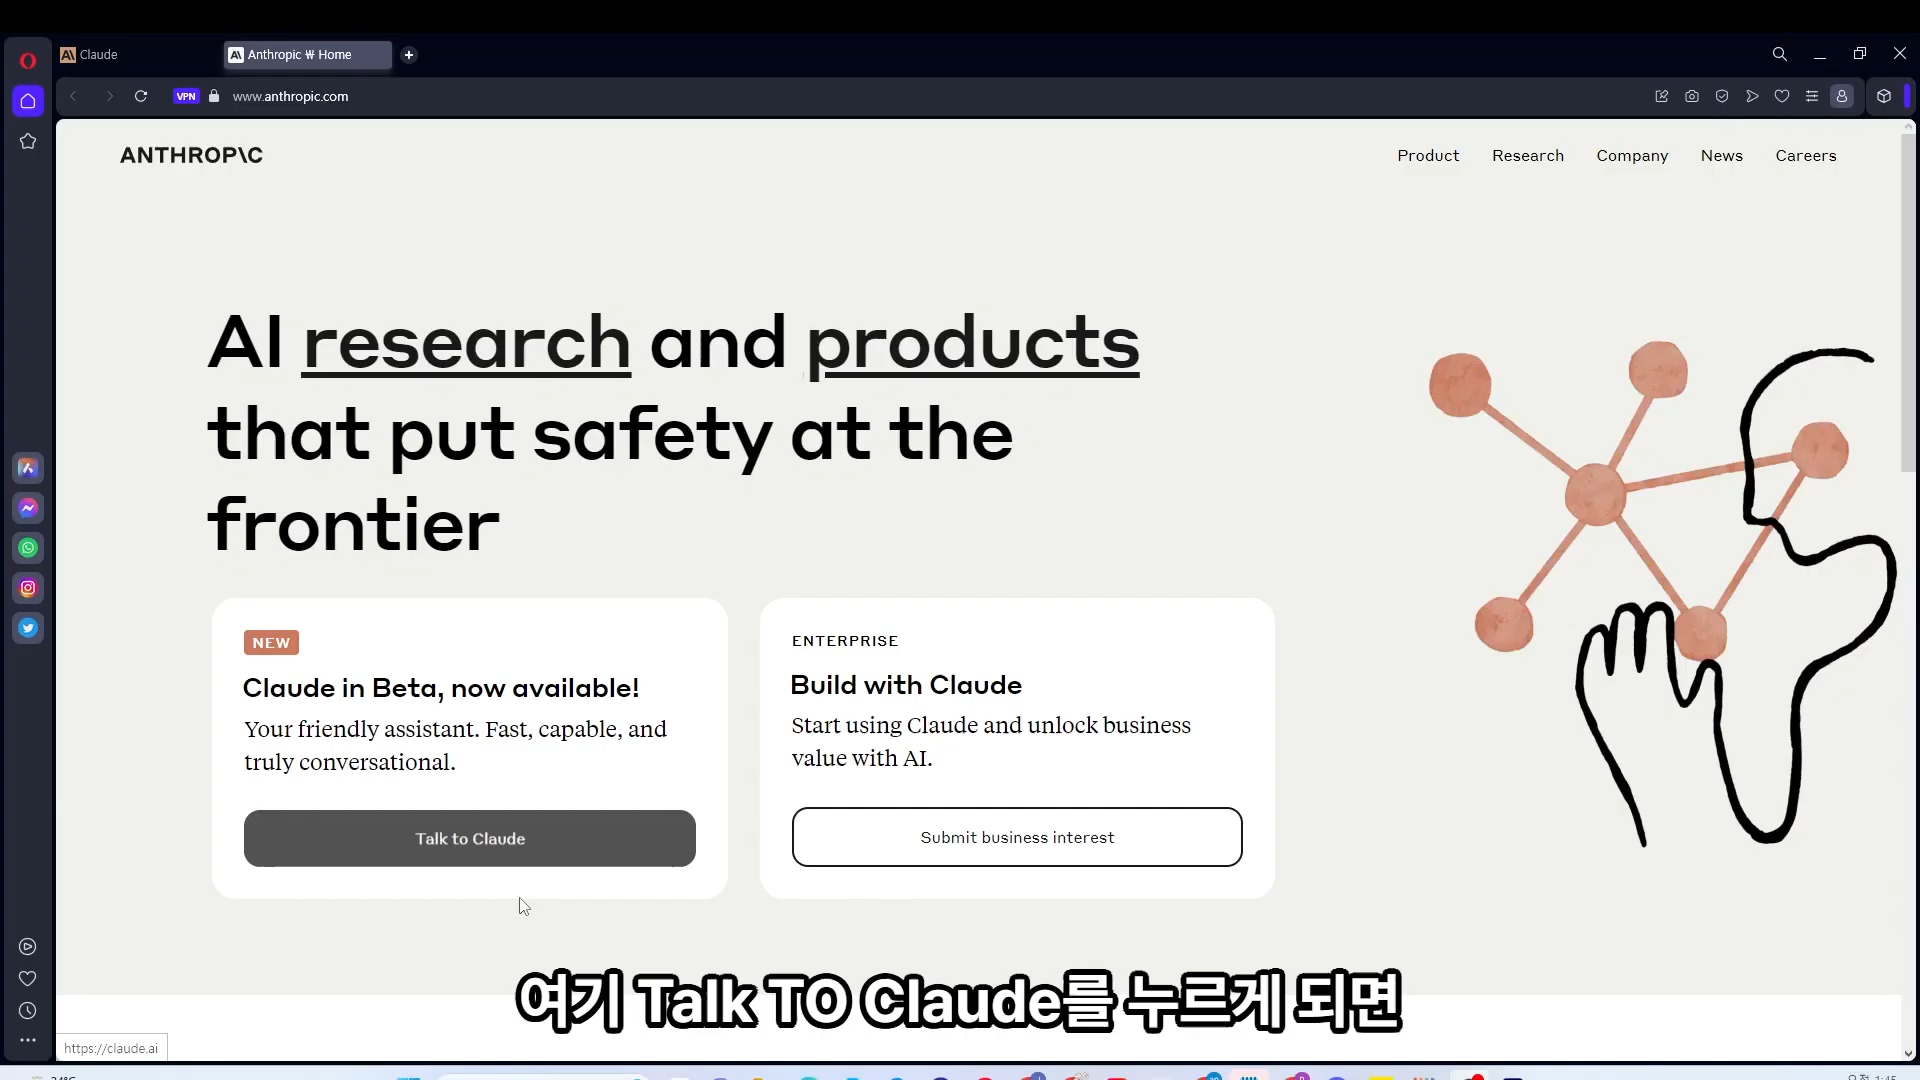 Claude
Anthropic ₩ Home
VPN
www.anthropic.com
ANTHROP\C
Product
Research
Company
News
Careers
AI research and products
that put safety at the
frontier
NEW
Claude in Beta, now available!
Your friendly assistant. Fast, capable, and
truly conversational.
Talk to Claude
ENTERPRISE
Build with Claude
Start using Claude and unlock business
value with AI.
Submit business interest
여기 Talk TO Claude를 누르게 되면
https://claude.ai